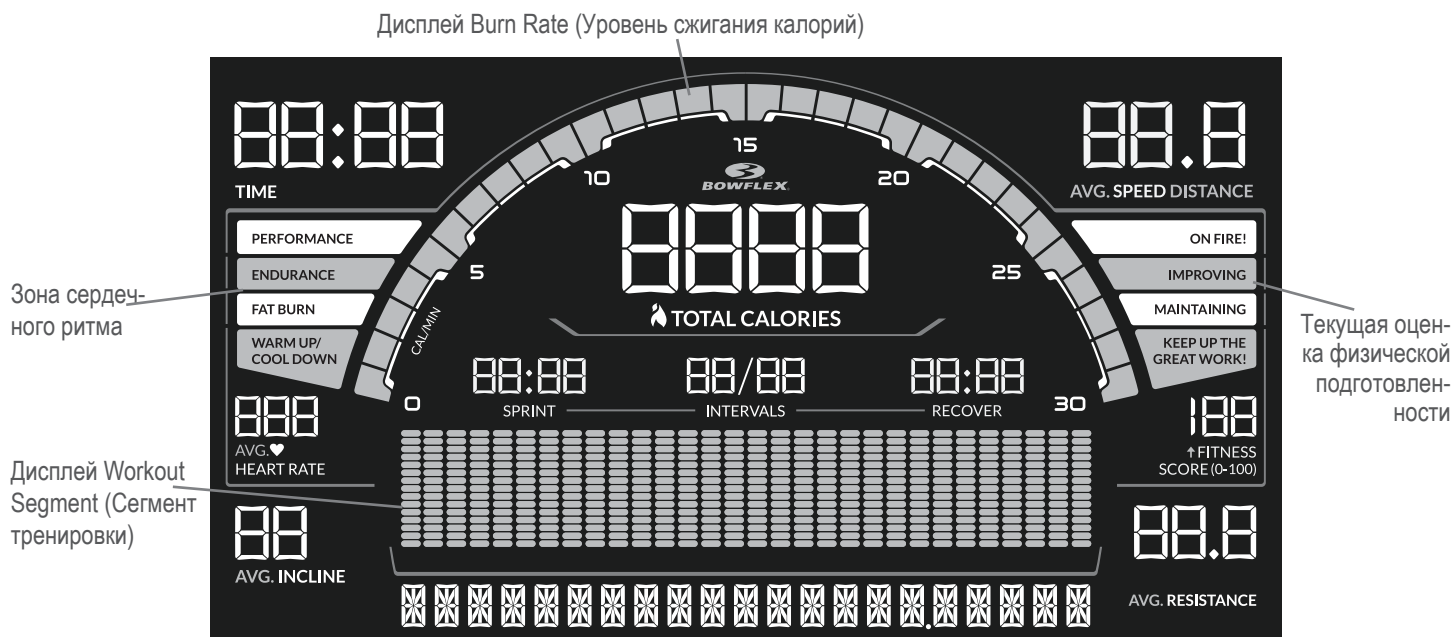 Дисплей Burn Rate (Уровень сжигания калорий)
88:88
TIME
88.8
AVG. SPEED DISTANCE
15
10
20
BOWFLEX
5
25
8888
TOTAL CALORIES
CAL/MIN
0
30
PERFORMANCE
ENDURANCE
FAT BURN
WARM UP/
COOL DOWN
Зона сердеч-
ного ритма
ON FIRE!
IMPROVING
MAINTAINING
KEEP UP THE
GREAT WORK!
Текущая оцен-
ка физической
подготовлен-
ности
88:88
SPRINT
88/88
INTERVALS
88:88
RECOVER
888
AVG.♥
HEART RATE
188
↑FITNESS
SCORE (0-100)
Дисплей Workout
Segment (Сегмент
тренировки)
88
AVG. INCLINE
88.8
AVG. RESISTANCE